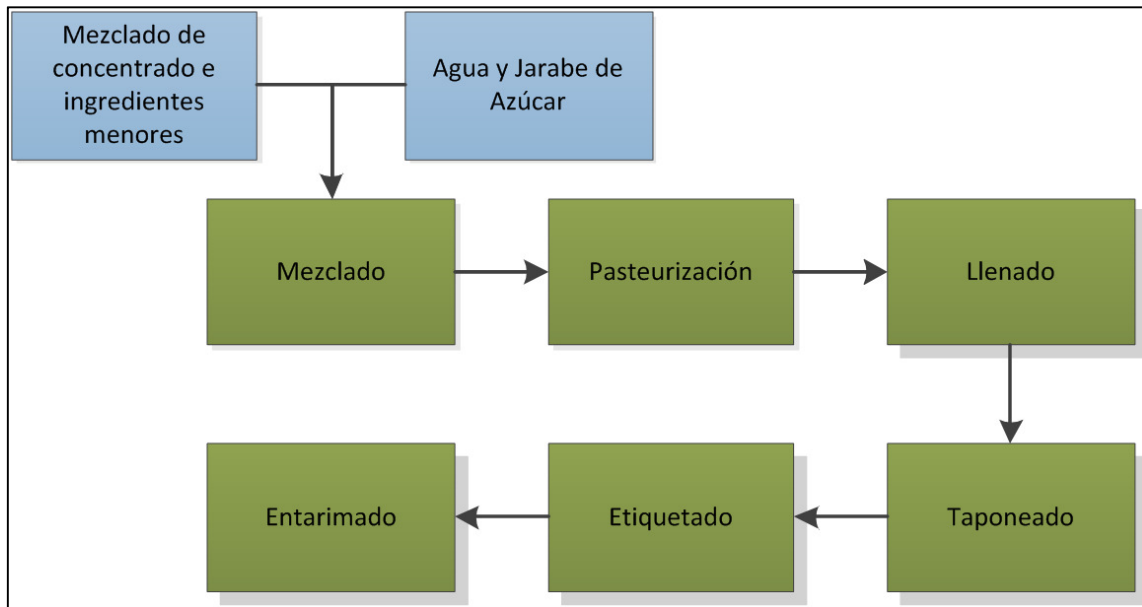 Mezclado de
concentrado e
ingredientes
menores
Agua y Jarabe de
Azúcar
Mezclado
Pasteurización
Llenado
Entarimado
Etiquetado
Taponeado